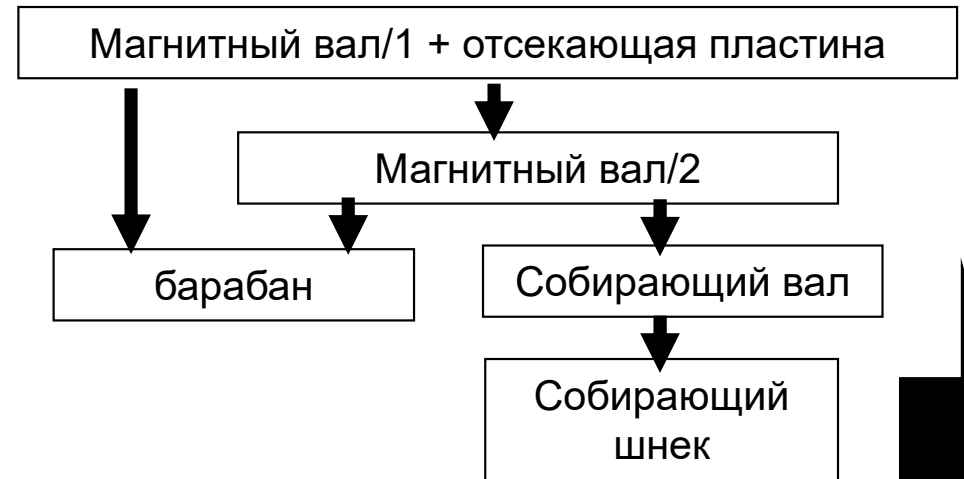 Магнитный вал/1 + отсекающая пластина
Магнитный вал/2
барабан
Собирающий вал
Собирающий
шнек